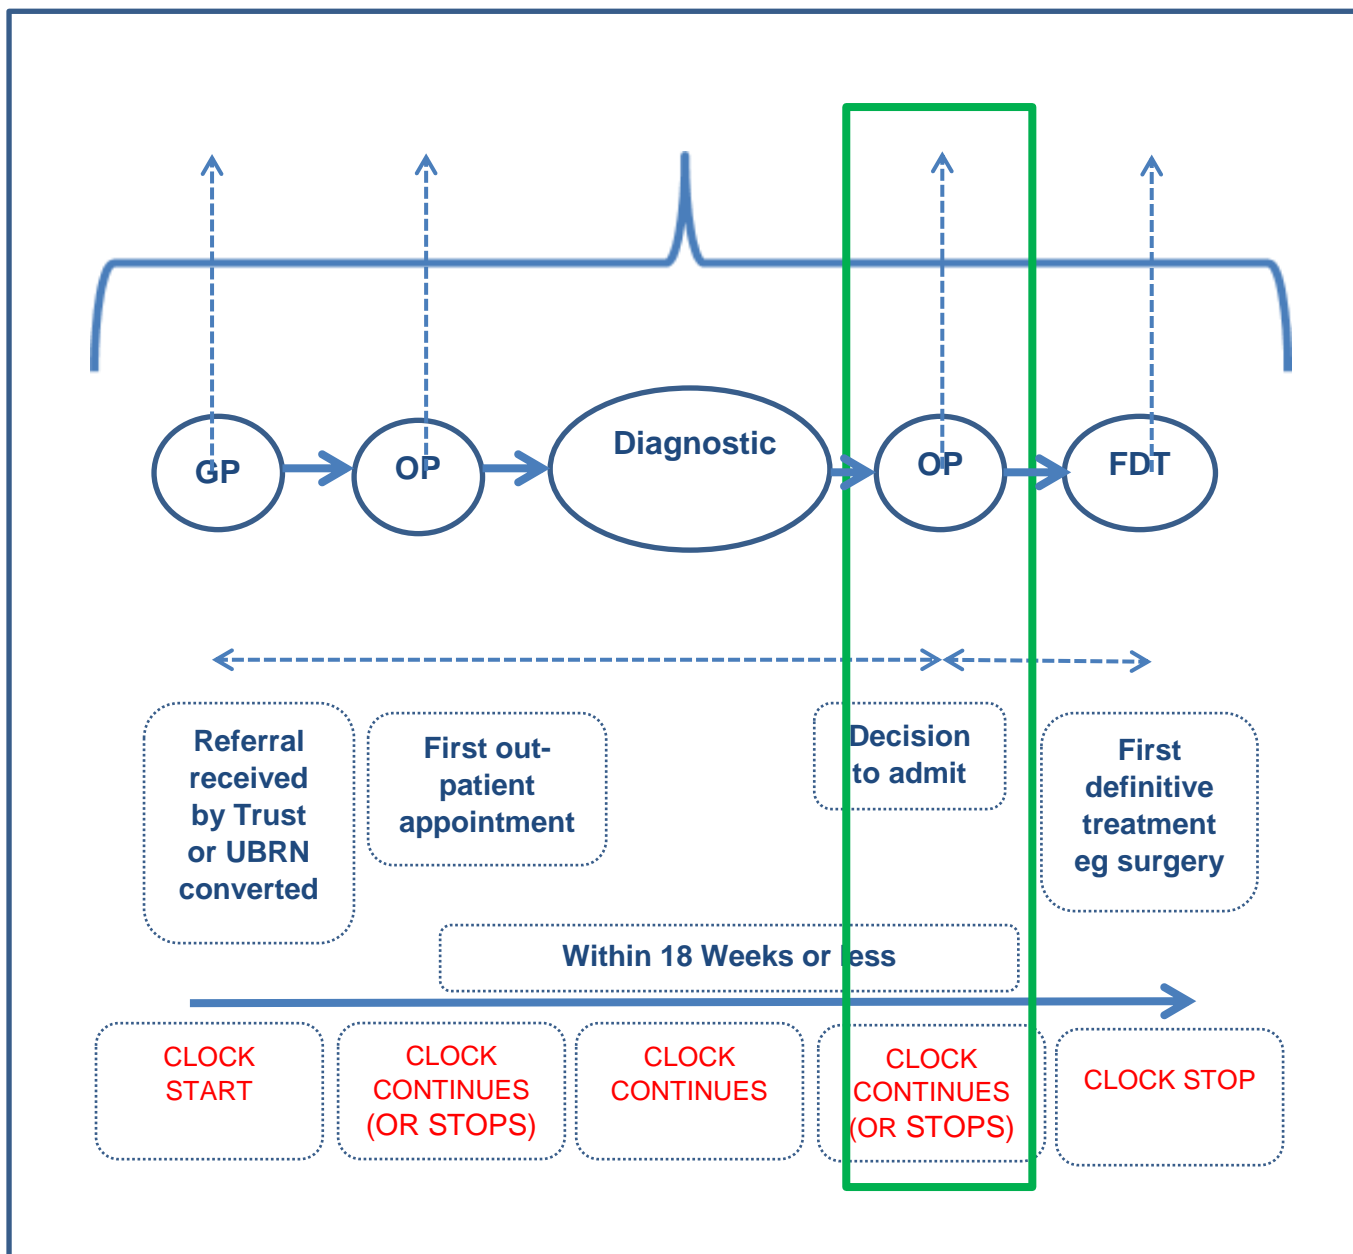 GP
OP
Diagnostic
OP
FDT
Referral
received
by Trust
or UBRN
converted
First out-
patient
appointment
Decision
to admit
First
definitive
treatment
eg surgery
Within 18 Weeks or less
CLOCK
START
CLOCK
CONTINUES
(OR STOPS)
CLOCK
CONTINUES
CLOCK
CONTINUES
(OR STOPS)
CLOCK STOP